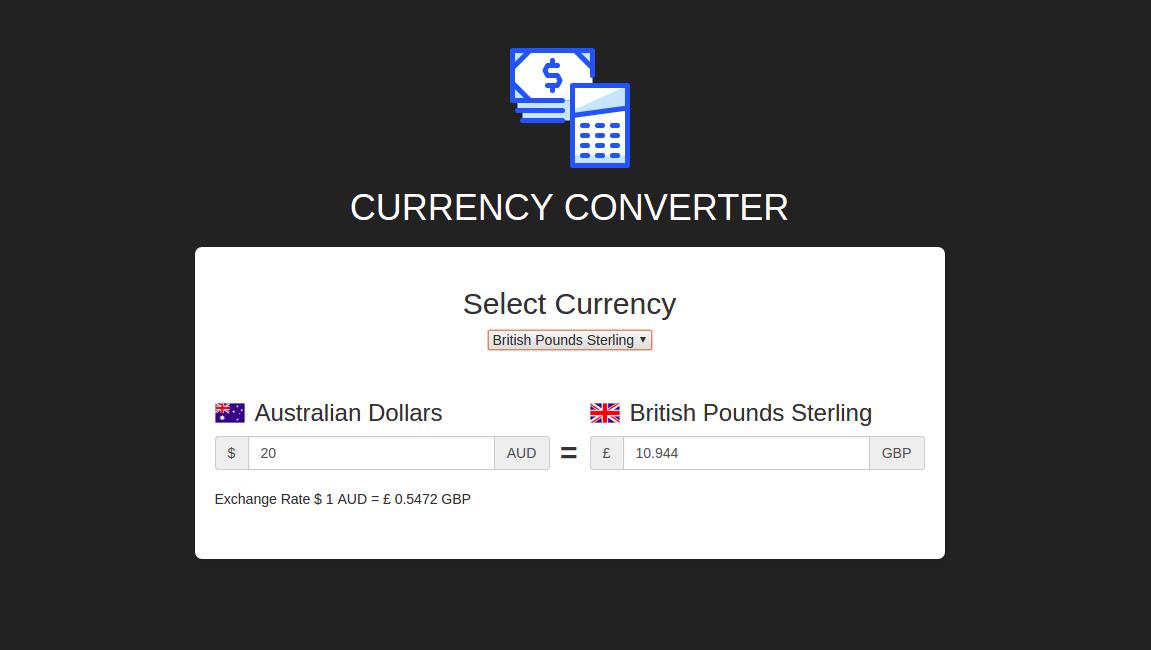 $
CURRENCY CONVERTER
Select Currency
British Pounds Sterling
Australian Dollars
$ 20 AUD
=
British Pounds Sterling
£ 10.944 GBP
Exchange Rate $ 1 AUD = £ 0.5472 GBP